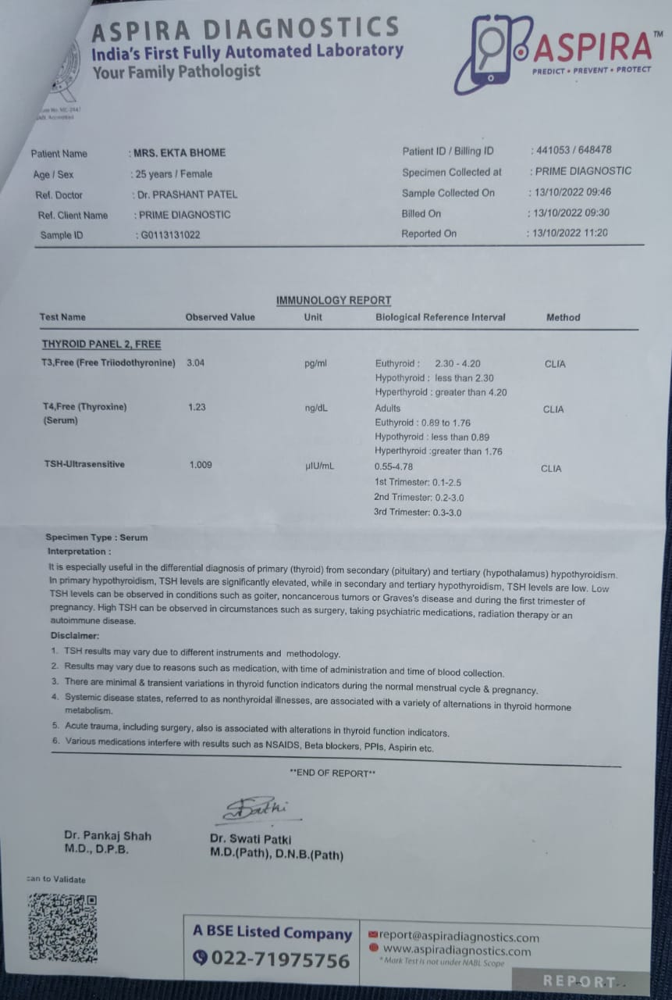 ASPIRA DIAGNOSTICS
India's First Fully Automated Laboratory
Your Family Pathologist
ASPIRA™
PREDICT • PREVENT • PROTECT
No. MC-2447
Accredited
Patient Name : MRS. EKTA BHOME Patient ID / Billing ID : 441053 / 648478
Age / Sex : 25 years / Female Specimen Collected at : PRIME DIAGNOSTIC
Ref. Doctor : Dr. PRASHANT PATEL Sample Collected On : 13/10/2022 09:46
Ref. Client Name : PRIME DIAGNOSTIC Billed On : 13/10/2022 09:30
Sample ID : G0113131022 Reported On : 13/10/2022 11:20
IMMUNOLOGY REPORT
Test Name Observed Value Unit Biological Reference Interval Method
THYROID PANEL 2, FREE
T3,Free (Free Triiodothyronine) 3.04 pg/ml Euthyroid : 2.30 - 4.20 CLIA
Hypothyroid : less than 2.30
Hyperthyroid : greater than 4.20
T4,Free (Thyroxine) 1.23 ng/dL Adults CLIA
(Serum) Euthyroid : 0.89 to 1.76
Hypothyroid : less than 0.89
Hyperthyroid :greater than 1.76
TSH-Ultrasensitive 1.009 µIU/mL 0.55-4.78 CLIA
1st Trimester: 0.1-2.5
2nd Trimester: 0.2-3.0
3rd Trimester: 0.3-3.0
Specimen Type : Serum
Interpretation :
It is especially useful in the differential diagnosis of primary (thyroid) from secondary (pituitary) and tertiary (hypothalamus) hypothyroidism.
In primary hypothyroidism, TSH levels are significantly elevated, while in secondary and tertiary hypothyroidism, TSH levels are low. Low
TSH levels can be observed in conditions such as goiter, noncancerous tumors or Graves's disease and during the first trimester of
pregnancy. High TSH can be observed in circumstances such as surgery, taking psychiatric medications, radiation therapy or an
autoimmune disease.
Disclaimer:
1. TSH results may vary due to different instruments and methodology.
2. Results may vary due to reasons such as medication, with time of administration and time of blood collection.
3. There are minimal & transient variations in thyroid function indicators during the normal menstrual cycle & pregnancy.
4. Systemic disease states, referred to as nonthyroidal illnesses, are associated with a variety of alternations in thyroid hormone
metabolism.
5. Acute trauma, including surgery, also is associated with alterations in thyroid function indicators.
6. Various medications interfere with results such as NSAIDS, Beta blockers, PPIs, Aspirin etc.
**END OF REPORT**
SPatki
Dr. Pankaj Shah Dr. Swati Patki
M.D., D.P.B. M.D.(Path), D.N.B.(Path)
can to Validate
A BSE Listed Company
022-71975756
report@aspiradiagnostics.com
www.aspiradiagnostics.com
* Mark Test is not under NABL Scope
REPORT